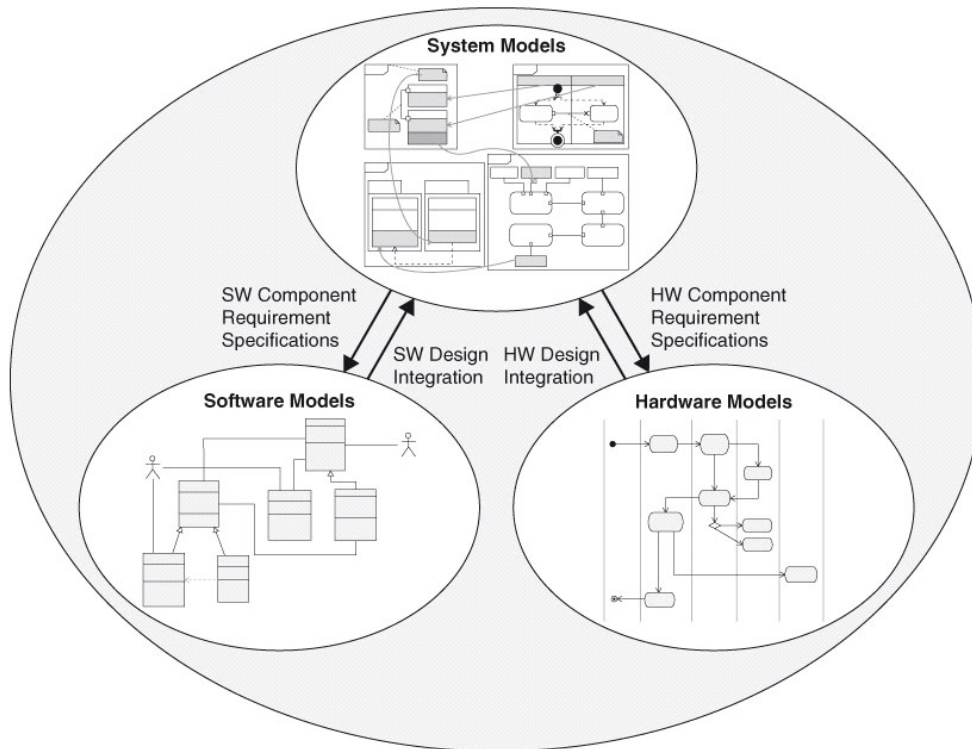 System Models
SW Component
Requirement
Specifications
HW Component
Requirement
Specifications
SW Design
Integration
HW Design
Integration
Software Models
Hardware Models